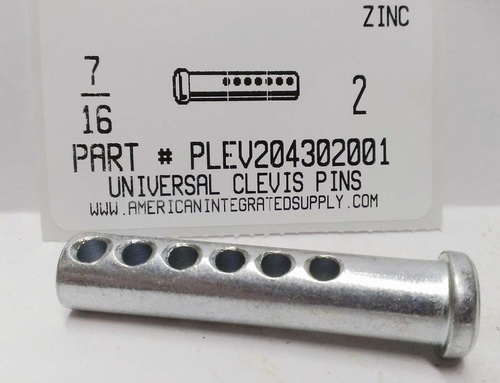 ZINC
7
16
2
PART # PLEV204302001
UNIVERSAL CLEVIS PINS
WWW.AMERICANINTEGRATEDSUPPLY.COM